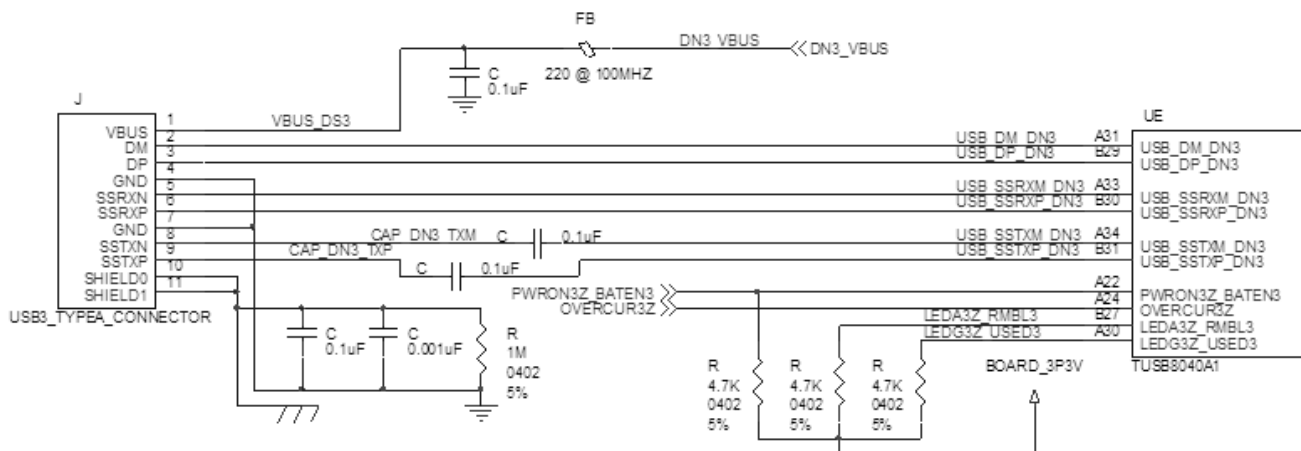 FB
DN3_VBUS
DN3_VBUS
C
0.1uF
220 @ 100MHZ
J
UE
VBUS_DS3
1
VBUS
2
DM
3
DP
4
GND
5
SSRXN
6
SSRXP
7
GND
8
SSTXN
9
SSTXP
10
SHIELD0
11
SHIELD1
USB3_TYPEA_CONNECTOR
USB_DM_DN3
A31
USB_DM_DN3
USB_DP_DN3
B29
USB_DP_DN3
USB_SSRXM_DN3
A33
USB_SSRXM_DN3
USB_SSRXP_DN3
B30
USB_SSRXP_DN3
CAP_DN3_TXM
C
0.1uF
USB_SSTXM_DN3
A34
USB_SSTXM_DN3
CAP_DN3_TXP
C
0.1uF
USB_SSTXP_DN3
B31
USB_SSTXP_DN3
PWRON3Z_BATEN3
A22
PWRON3Z_BATEN3
OVERCUR3Z
A24
OVERCUR3Z
LEDA3Z_RMBL3
B27
LEDA3Z_RMBL3
LEDG3Z_USED3
A30
LEDG3Z_USED3
TUSB8040A1
C
0.1uF
C
0.001uF
R
1M
0402
5%
R
4.7K
0402
5%
R
4.7K
0402
5%
R
4.7K
0402
5%
BOARD_3P3V